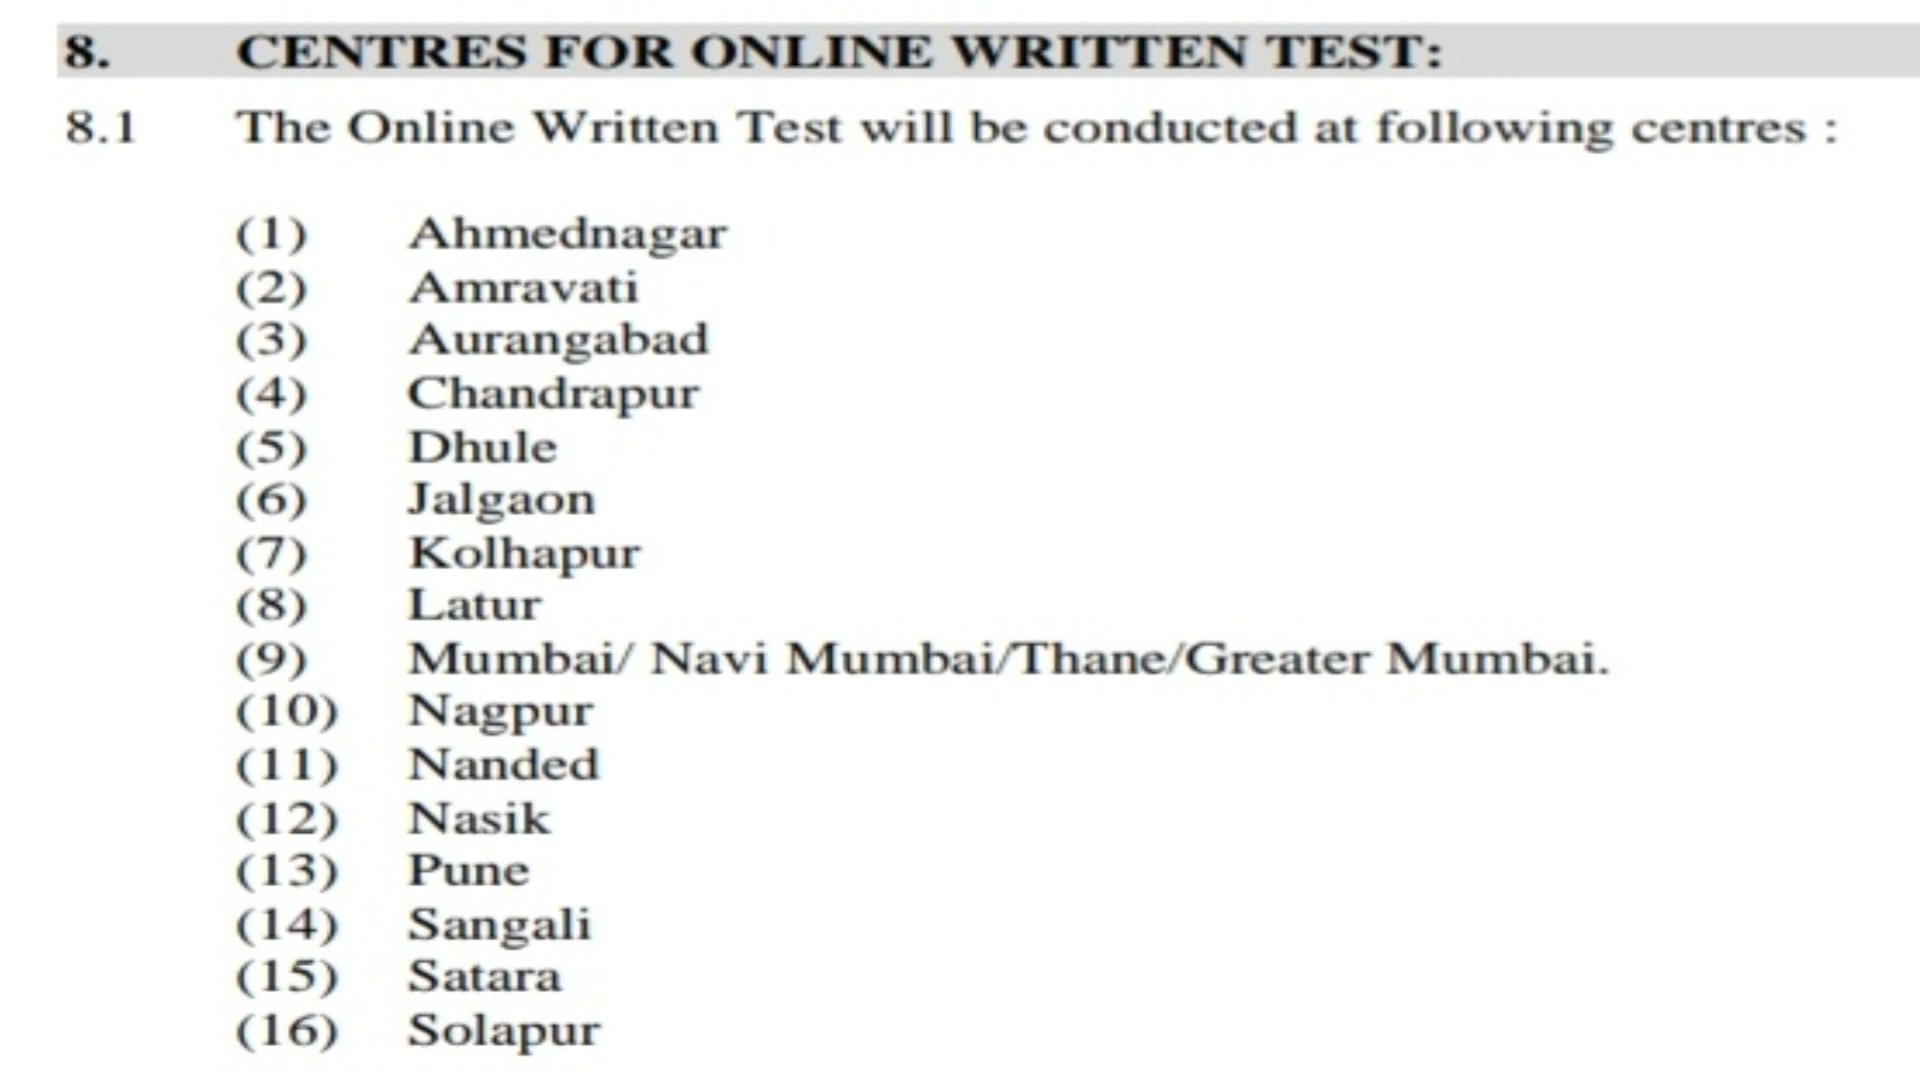 8. CENTRES FOR ONLINE WRITTEN TEST:
8.1 The Online Written Test will be conducted at following centres :
(1) Ahmednagar
(2) Amravati
(3) Aurangabad
(4) Chandrapur
(5) Dhule
(6) Jalgaon
(7) Kolhapur
(8) Latur
(9) Mumbai/ Navi Mumbai/Thane/Greater Mumbai.
(10) Nagpur
(11) Nanded
(12) Nasik
(13) Pune
(14) Sangali
(15) Satara
(16) Solapur